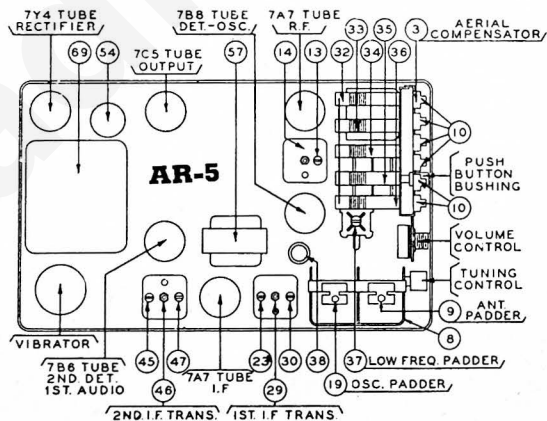 7Y4 TUBE
RECTIFIER
69
54
7C5 TUBE
OUTPUT
57
7B8 TUBE
DET.-OSC.
14
13
7A7 TUBE
R.F.
33
32
34
35
36
3
AERIAL
COMPENSATOR
10
PUSH
BUTTON
BUSHING
10
VOLUME
CONTROL
TUNING
CONTROL
ANT.
PADDER
9
8
AR-5
VIBRATOR
7B6 TUBE
2ND. DET.
1ST. AUDIO
45
46
47
2ND. I.F. TRANS.
7A7 TUBE
I.F
23
29
30
1ST. I.F TRANS.
38
37
LOW FREQ. PADDER
19
OSC. PADDER